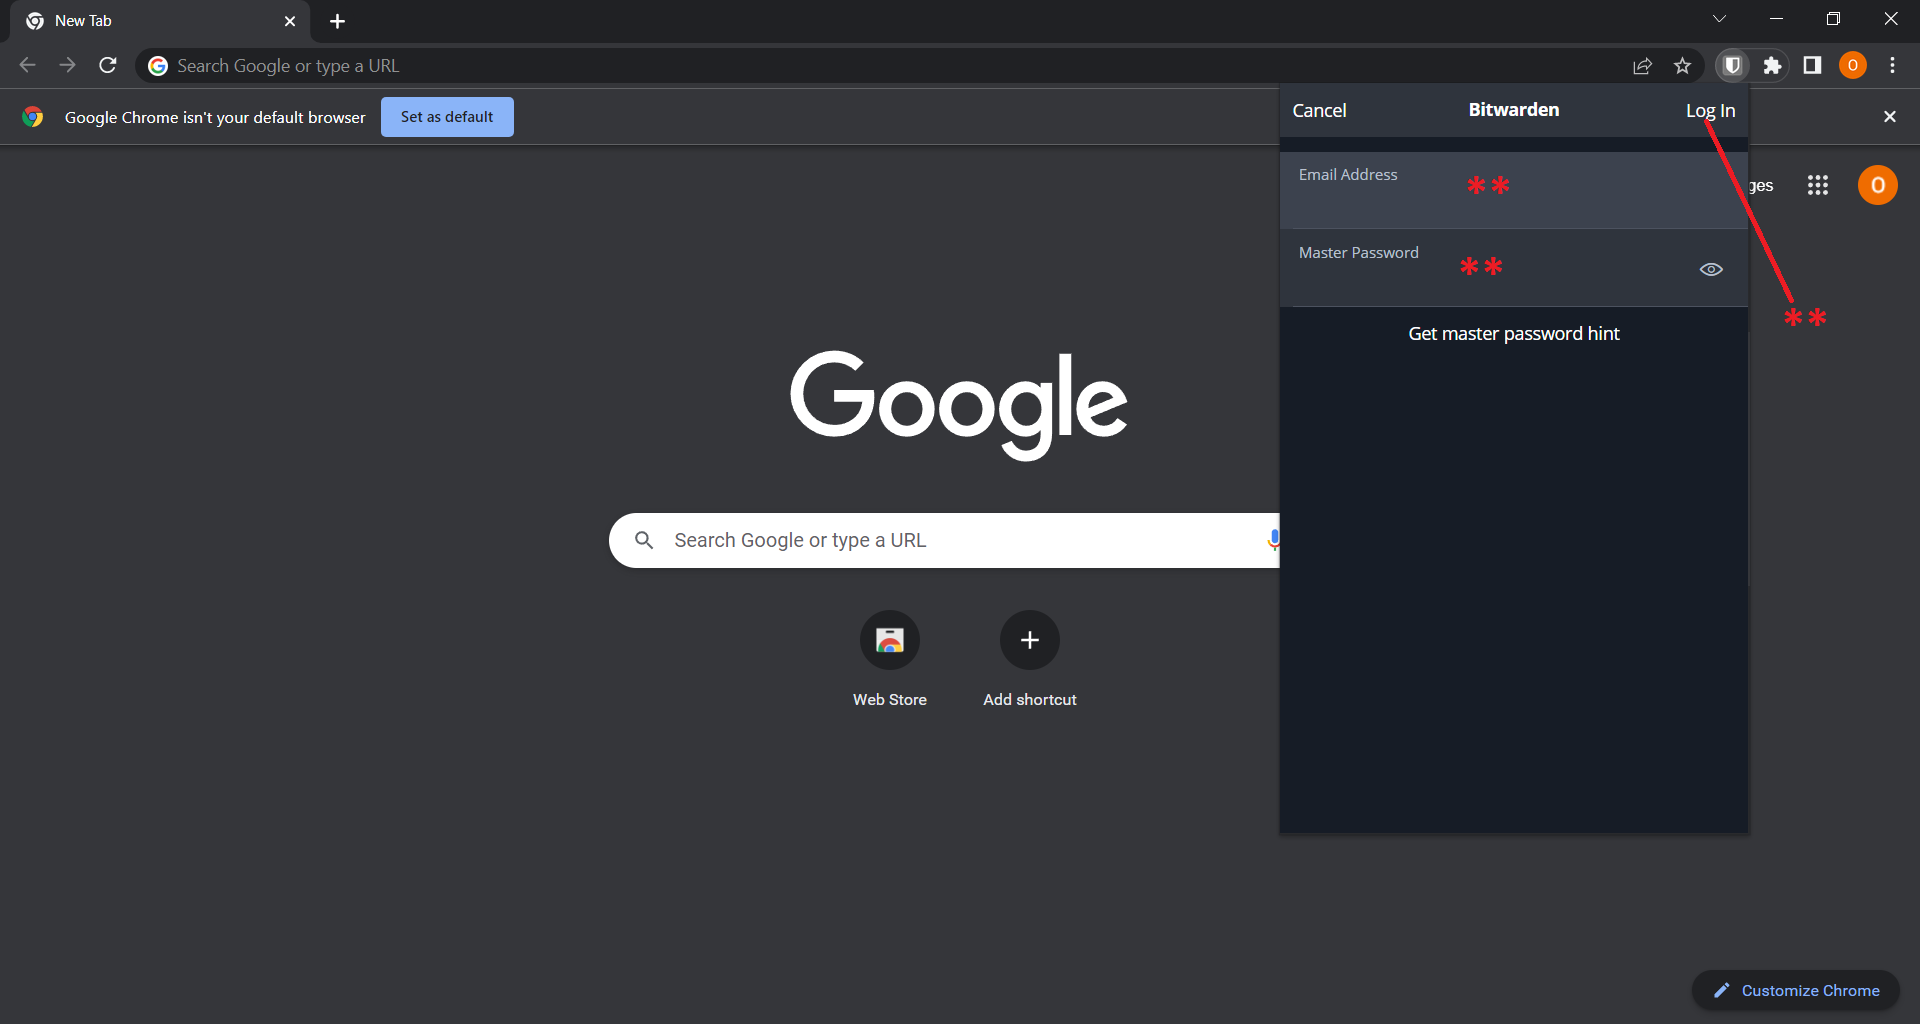 New Tab
Search Google or type a URL
O
Google Chrome isn't your default browser
Set as default
Cancel
Bitwarden
Log In
Email Address
**
ges
O
Master Password
**
**
Get master password hint
Google
Search Google or type a URL
Web Store
Add shortcut
Customize Chrome